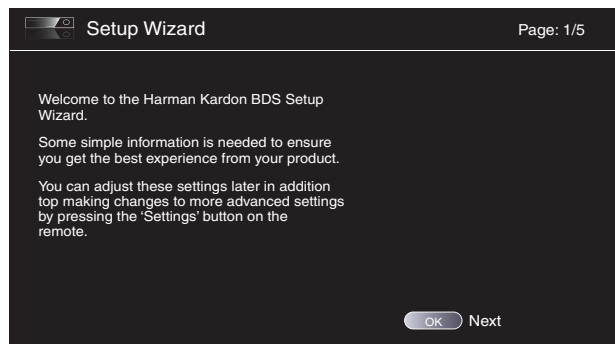 Setup Wizard
Page: 1/5
Welcome to the Harman Kardon BDS Setup
Wizard.
Some simple information is needed to ensure
you get the best experience from your product.
You can adjust these settings later in addition
top making changes to more advanced settings
by pressing the ‘Settings’ button on the
remote.
OK Next